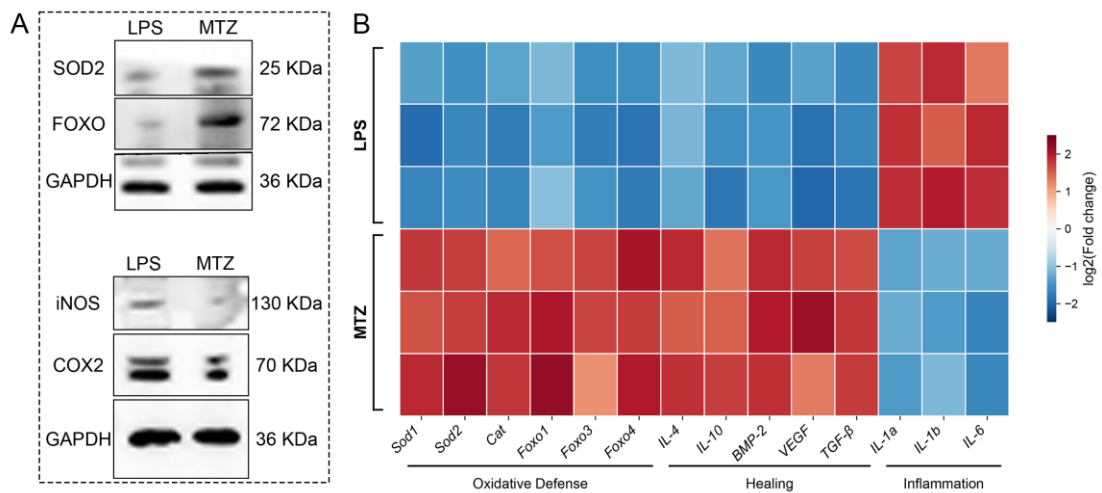 A
LPS MTZ
SOD2 25 KDa
FOXO 72 KDa
GAPDH 36 KDa
LPS MTZ
iNOS 130 KDa
COX2 70 KDa
GAPDH 36 KDa
B
LPS
MTZ
Sod1 Sod2 Cat Foxo1 Foxo3 Foxo4 IL-4 IL-10 BMP-2 VEGF TGF-β IL-1a IL-1b IL-6
Oxidative Defense Healing Inflammation
2
1
0
−1
−2
log2(Fold change)